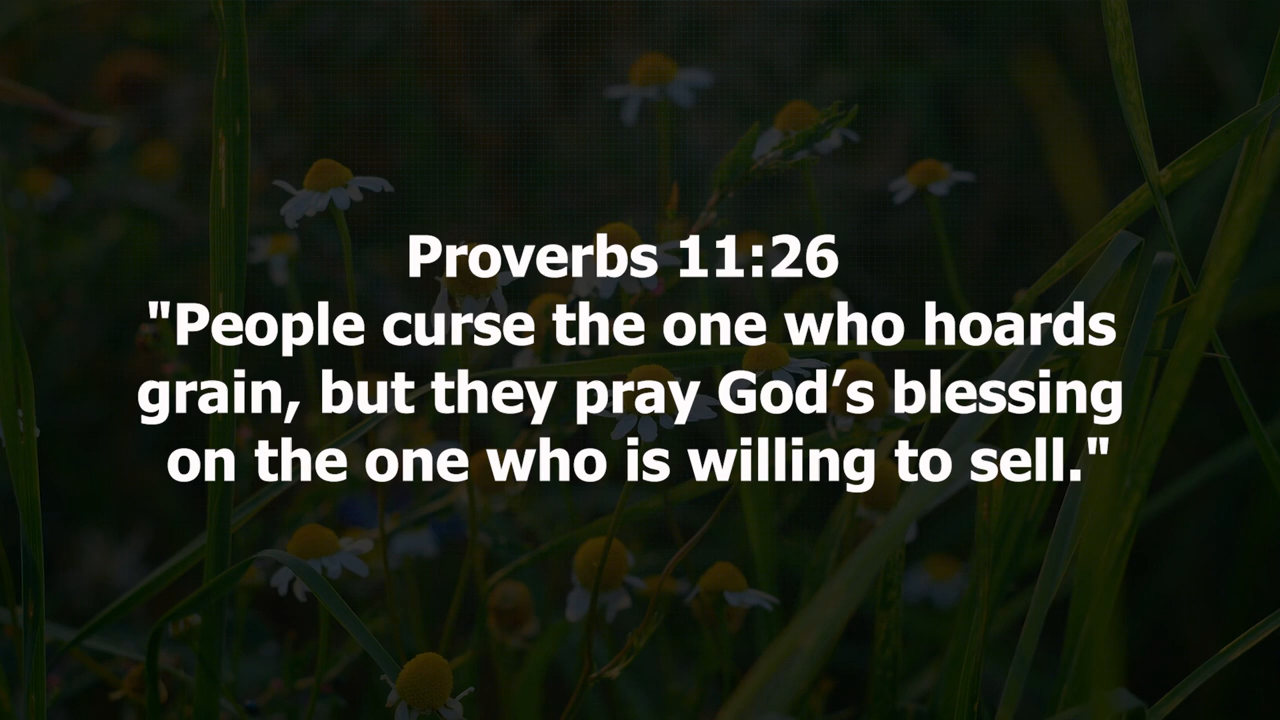 Proverbs 11:26
"People curse the one who hoards
grain, but they pray God’s blessing
on the one who is willing to sell."